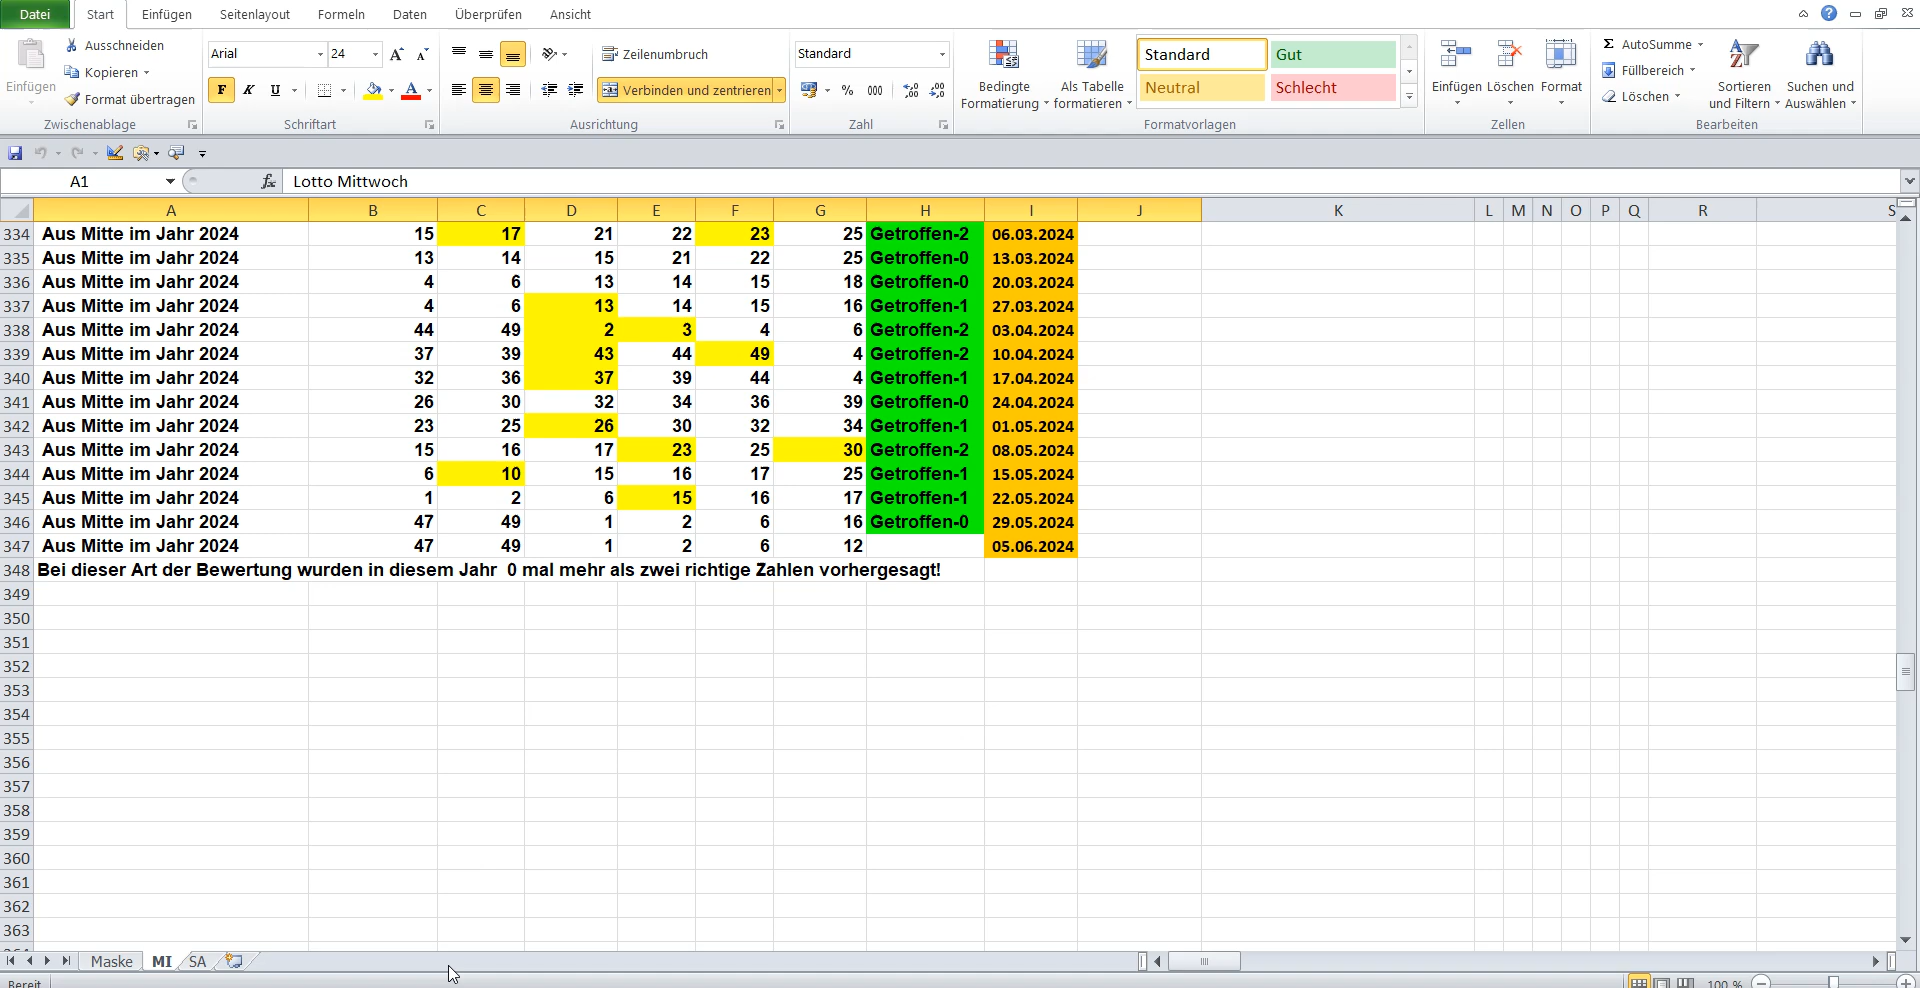 Datei Start Einfügen Seitenlayout Formeln Daten Überprüfen Ansicht
Einfügen
Ausschneiden
Kopieren
Format übertragen
Zwischenablage
Arial 24
F K U
Schriftart
Zeilenumbruch
Verbinden und zentrieren
Ausrichtung
Standard
% 000
Zahl
Bedingte Formatierung
Als Tabelle formatieren
Standard Gut
Neutral Schlecht
Formatvorlagen
Einfügen Löschen Format
Zellen
Σ AutoSumme
Füllbereich
Löschen
Sortieren und Filtern
Suchen und Auswählen
Bearbeiten
A1 fx Lotto Mittwoch
A B C D E F G H I J K L M N O P Q R S
334 Aus Mitte im Jahr 2024 15 17 21 22 23 25 Getroffen-2 06.03.2024
335 Aus Mitte im Jahr 2024 13 14 15 21 22 25 Getroffen-0 13.03.2024
336 Aus Mitte im Jahr 2024 4 6 13 14 15 18 Getroffen-0 20.03.2024
337 Aus Mitte im Jahr 2024 4 6 13 14 15 16 Getroffen-1 27.03.2024
338 Aus Mitte im Jahr 2024 44 49 2 3 4 6 Getroffen-2 03.04.2024
339 Aus Mitte im Jahr 2024 37 39 43 44 49 4 Getroffen-2 10.04.2024
340 Aus Mitte im Jahr 2024 32 36 37 39 44 4 Getroffen-1 17.04.2024
341 Aus Mitte im Jahr 2024 26 30 32 34 36 39 Getroffen-0 24.04.2024
342 Aus Mitte im Jahr 2024 23 25 26 30 32 34 Getroffen-1 01.05.2024
343 Aus Mitte im Jahr 2024 15 16 17 23 25 30 Getroffen-2 08.05.2024
344 Aus Mitte im Jahr 2024 6 10 15 16 17 25 Getroffen-1 15.05.2024
345 Aus Mitte im Jahr 2024 1 2 6 15 16 17 Getroffen-1 22.05.2024
346 Aus Mitte im Jahr 2024 47 49 1 2 6 16 Getroffen-0 29.05.2024
347 Aus Mitte im Jahr 2024 47 49 1 2 6 12 05.06.2024
348 Bei dieser Art der Bewertung wurden in diesem Jahr 0 mal mehr als zwei richtige Zahlen vorhergesagt!
349
350
351
352
353
354
355
356
357
358
359
360
361
362
363
Maske MI SA
Bereit 100 %